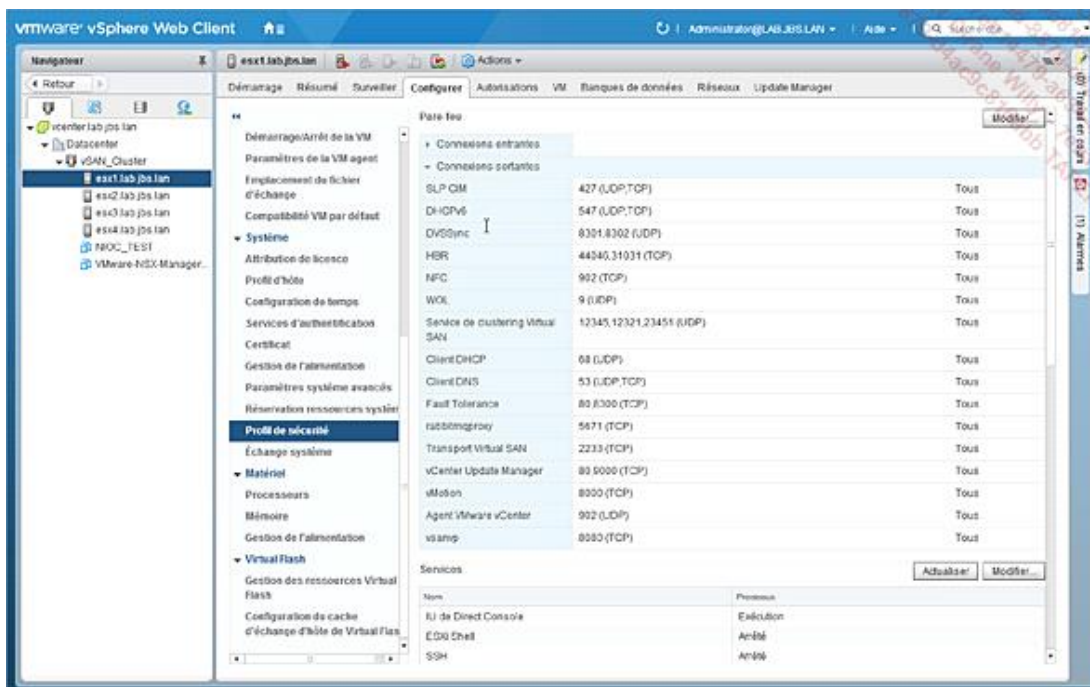 vmware® vSphere Web Client
Administrator@LAB.JBS.LAN
Aide
Navigateur
Retour
vcenter.lab.jbs.lan
Datacenter
vSAN_Cluster
esx1.lab.jbs.lan
esx2.lab.jbs.lan
esx3.lab.jbs.lan
esx4.lab.jbs.lan
NIOC_TEST
VMware-NSX-Manager...
esx1.lab.jbs.lan
Actions
Démarrage Résumé Surveiller Configurer Autorisations VM Banques de données Réseaux Update Manager
Démarrage/Arrêt de la VM
Paramètres de la VM agent
Emplacement du fichier
d'échange
Compatibilité VM par défaut
Système
Attribution de licence
Profil d'hôte
Configuration de temps
Services d'authentification
Certificat
Gestion de l'alimentation
Paramètres système avancés
Réservation ressources systèm
Profil de sécurité
Échange système
Matériel
Processeurs
Mémoire
Gestion de l'alimentation
Virtual Flash
Gestion des ressources Virtual
Flash
Configuration du cache
d'échange d'hôte de Virtual Flas
Pare feu
Modifier...
Connexions entrantes
Connexions sortantes
SLP CIM 427 (UDP,TCP) Tous
DHCPv6 547 (UDP,TCP) Tous
DVSSync 8301,8302 (UDP) Tous
HBR 44046,31031 (TCP) Tous
NFC 902 (TCP) Tous
WOL 9 (UDP) Tous
Service de clustering Virtual
SAN 12345,12321,23451 (UDP) Tous
Client DHCP 68 (UDP) Tous
Client DNS 53 (UDP,TCP) Tous
Fault Tolerance 80,8300 (TCP) Tous
rabbitmqproxy 5671 (TCP) Tous
Transport Virtual SAN 2233 (TCP) Tous
vCenter Update Manager 80,9000 (TCP) Tous
vMotion 8000 (TCP) Tous
Agent VMware vCenter 902 (UDP) Tous
vsanvp 8080 (TCP) Tous
Services
Actualiser Modifier...
Nom Processus
IU de Direct Console Exécution
ESXi Shell Arrêté
SSH Arrêté
(0) Travail en cours
(1) Alarmes